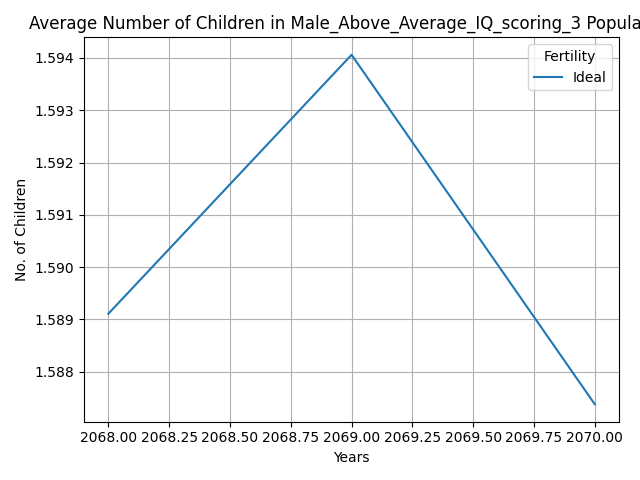 Average Number of Children in Male_Above_Average_IQ_scoring_3 Popula
Fertility
Ideal
1.594
1.593
1.592
1.591
1.590
1.589
1.588
No. of Children
2068.00 2068.25 2068.50 2068.75 2069.00 2069.25 2069.50 2069.75 2070.00
Years